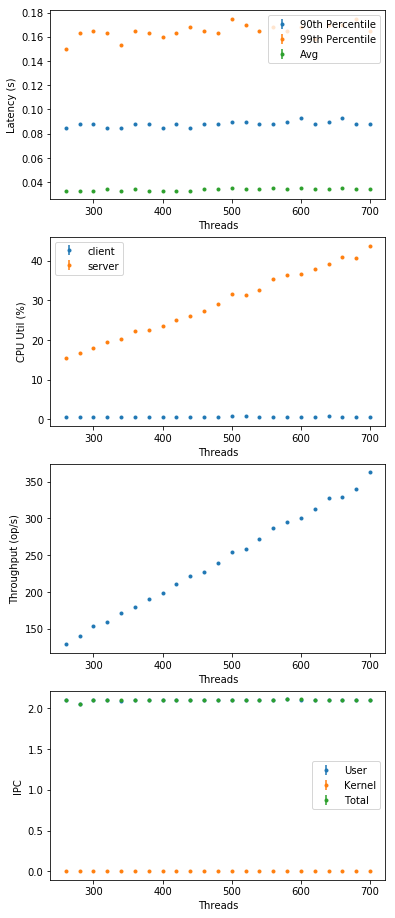 0.18
0.16
0.14
0.12
0.10
0.08
0.06
0.04
Latency (s)
90th Percentile
99th Percentile
Avg
300 400 500 600 700
Threads
40
30
20
10
0
CPU Util (%)
client
server
300 400 500 600 700
Threads
350
300
250
200
150
Throughput (op/s)
300 400 500 600 700
Threads
2.0
1.5
1.0
0.5
0.0
IPC
User
Kernel
Total
300 400 500 600 700
Threads